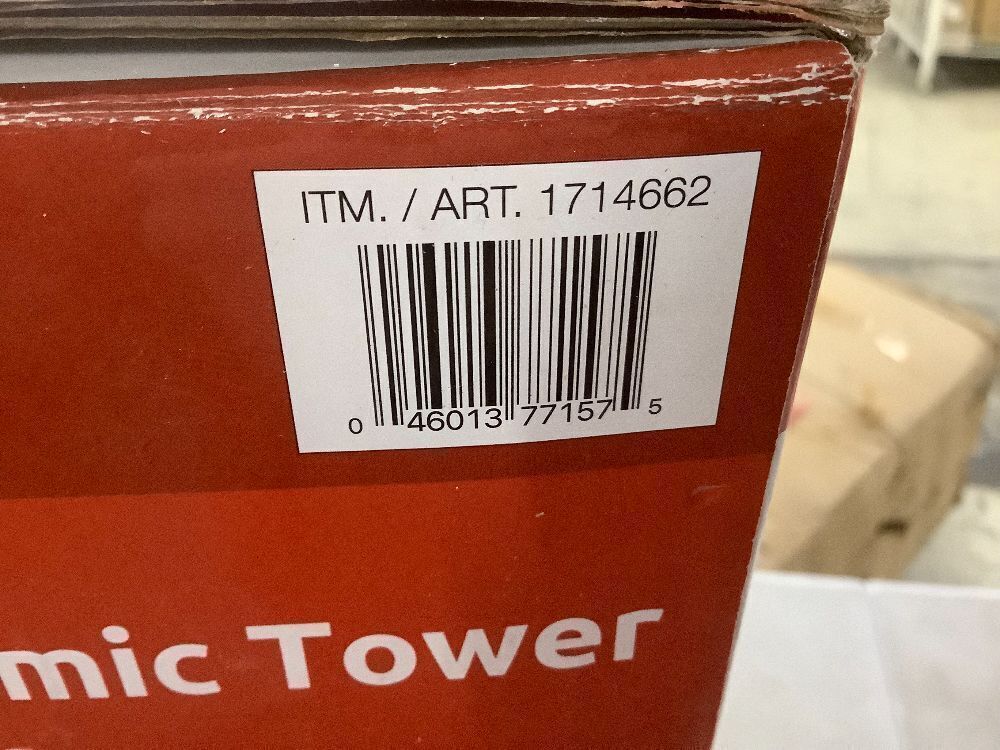 ITM. / ART. 1714662
0 46013 77157 5
mic Tower